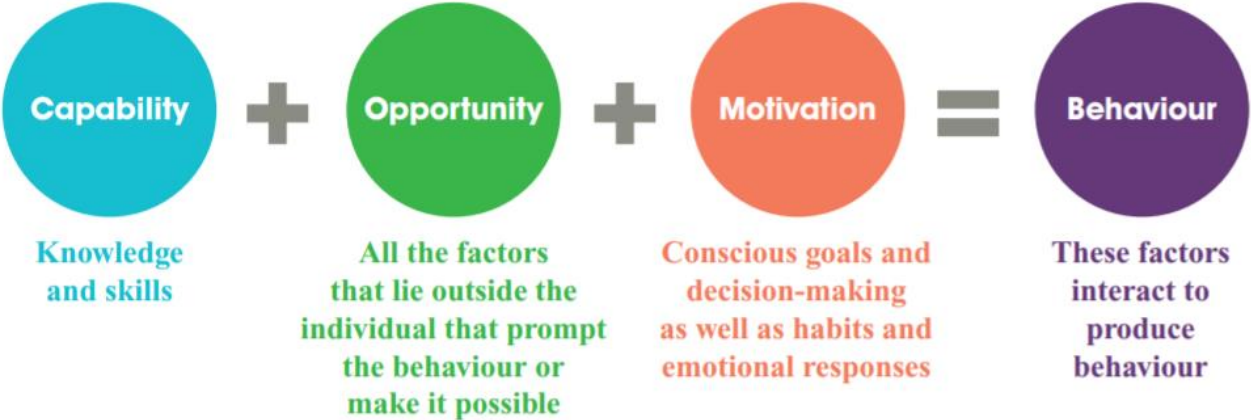 Capability + Opportunity + Motivation = Behaviour
Knowledge
and skills
All the factors
that lie outside the
individual that prompt
the behaviour or
make it possible
Conscious goals and
decision-making
as well as habits and
emotional responses
These factors
interact to
produce
behaviour